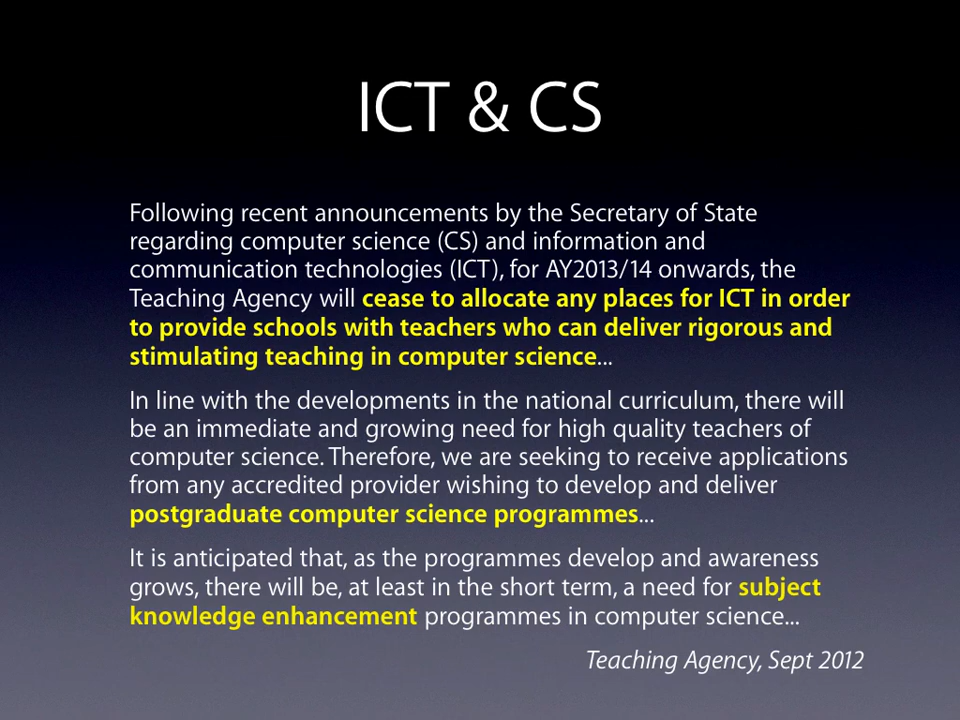 ICT & CS
Following recent announcements by the Secretary of State
regarding computer science (CS) and information and
communication technologies (ICT), for AY2013/14 onwards, the
Teaching Agency will cease to allocate any places for ICT in order
to provide schools with teachers who can deliver rigorous and
stimulating teaching in computer science...
In line with the developments in the national curriculum, there will
be an immediate and growing need for high quality teachers of
computer science. Therefore, we are seeking to receive applications
from any accredited provider wishing to develop and deliver
postgraduate computer science programmes...
It is anticipated that, as the programmes develop and awareness
grows, there will be, at least in the short term, a need for subject
knowledge enhancement programmes in computer science...
Teaching Agency, Sept 2012